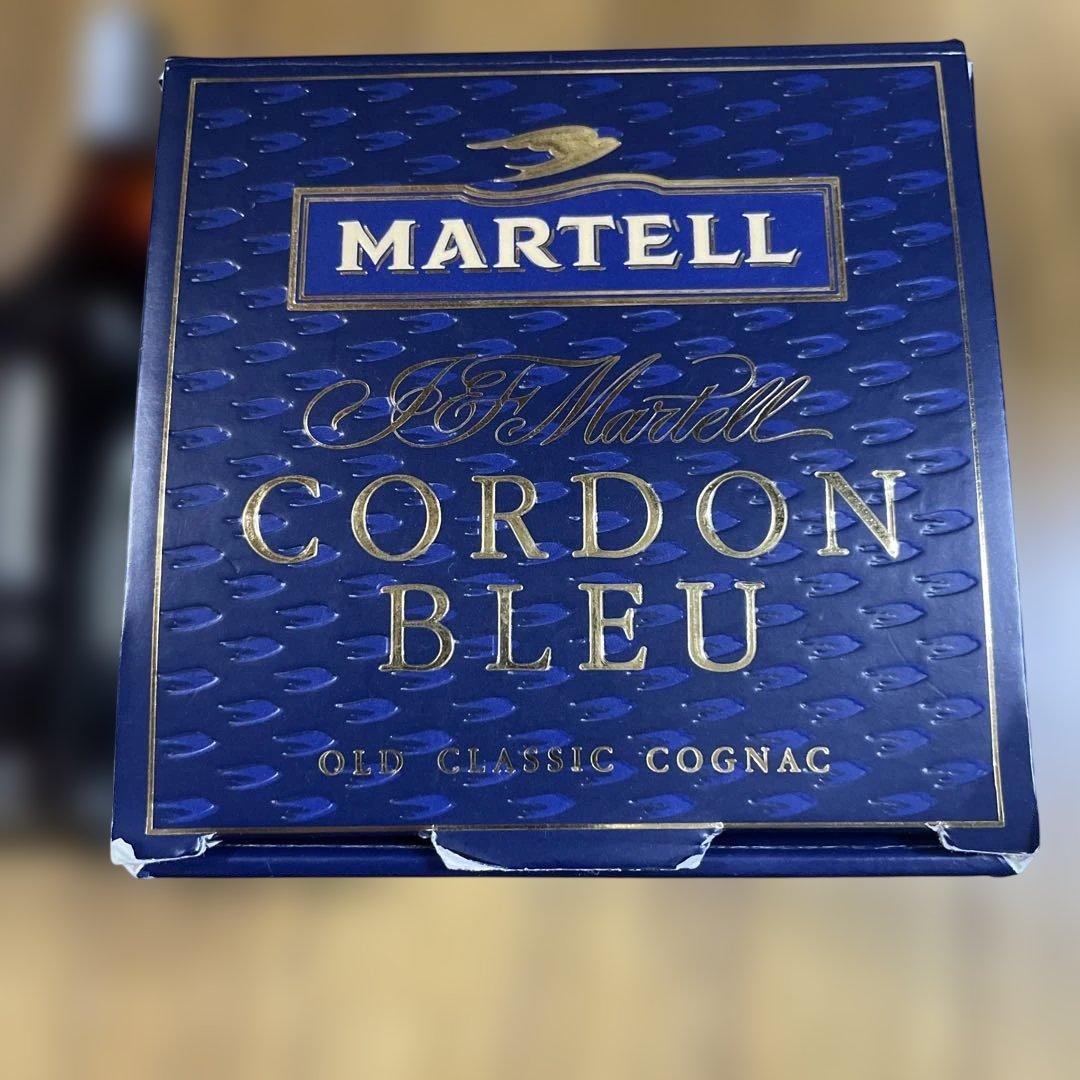 MARTELL
J&F Martell
CORDON
BLEU
OLD CLASSIC COGNAC